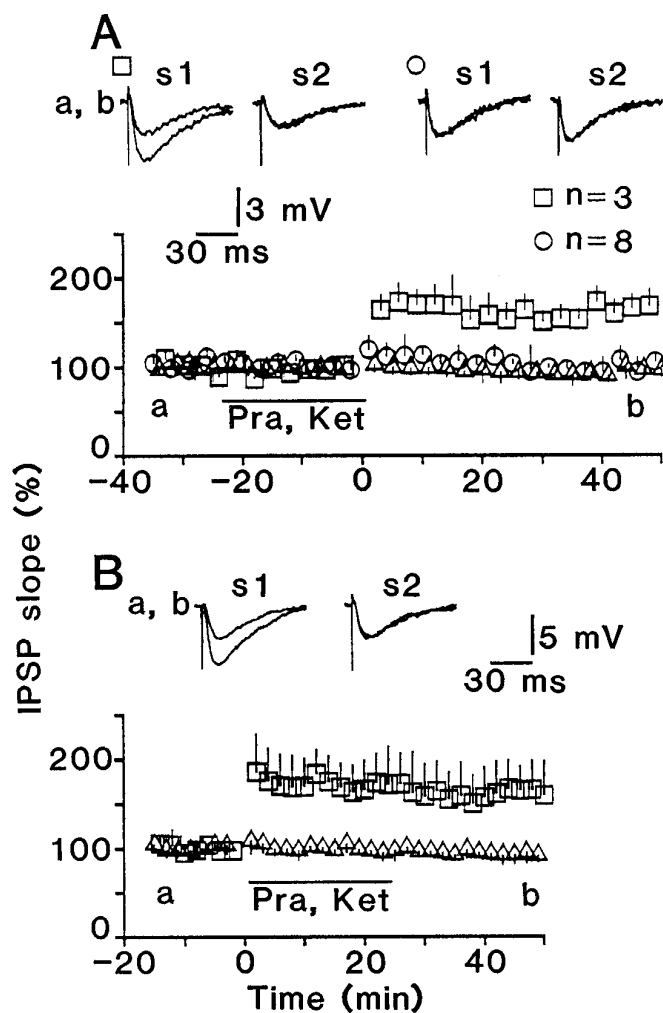 A
s1 s2 s1 s2
a, b
3 mV
30 ms
n=3
n=8
200
100
0
a
Pra, Ket
b
-40 -20 0 20 40
IPSP slope (%)
B
s1 s2
a, b
5 mV
30 ms
200
100
0
a
Pra, Ket
b
-20 0 20 40
Time (min)